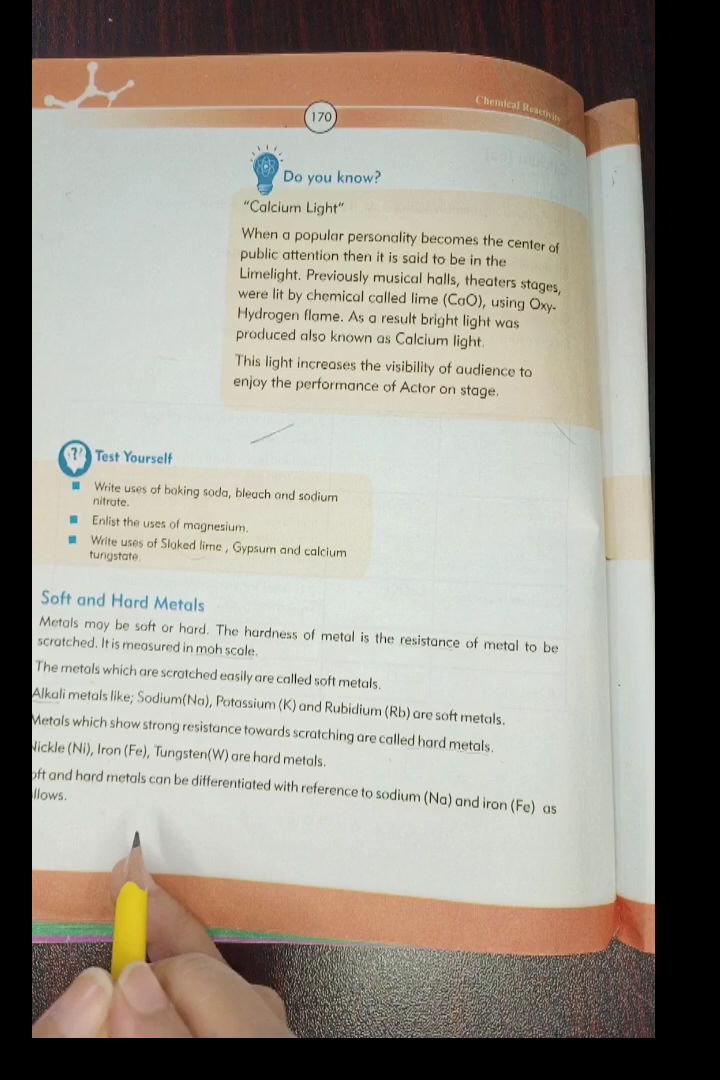 Chemical Reactivity
170
Do you know?
"Calcium Light"
When a popular personality becomes the center of
public attention then it is said to be in the
Limelight. Previously musical halls, theaters stages,
were lit by chemical called lime (CaO), using Oxy-
Hydrogen flame. As a result bright light was
produced also known as Calcium light.
This light increases the visibility of audience to
enjoy the performance of Actor on stage.
Test Yourself
Write uses of baking soda, bleach and sodium
nitrate.
Enlist the uses of magnesium.
Write uses of Slaked lime , Gypsum and calcium
tungstate.
Soft and Hard Metals
Metals may be soft or hard. The hardness of metal is the resistance of metal to be
scratched. It is measured in moh scale.
The metals which are scratched easily are called soft metals.
Alkali metals like; Sodium(Na), Potassium (K) and Rubidium (Rb) are soft metals.
Metals which show strong resistance towards scratching are called hard metals.
Nickle (Ni), Iron (Fe), Tungsten(W) are hard metals.
oft and hard metals can be differentiated with reference to sodium (Na) and iron (Fe) as
llows.